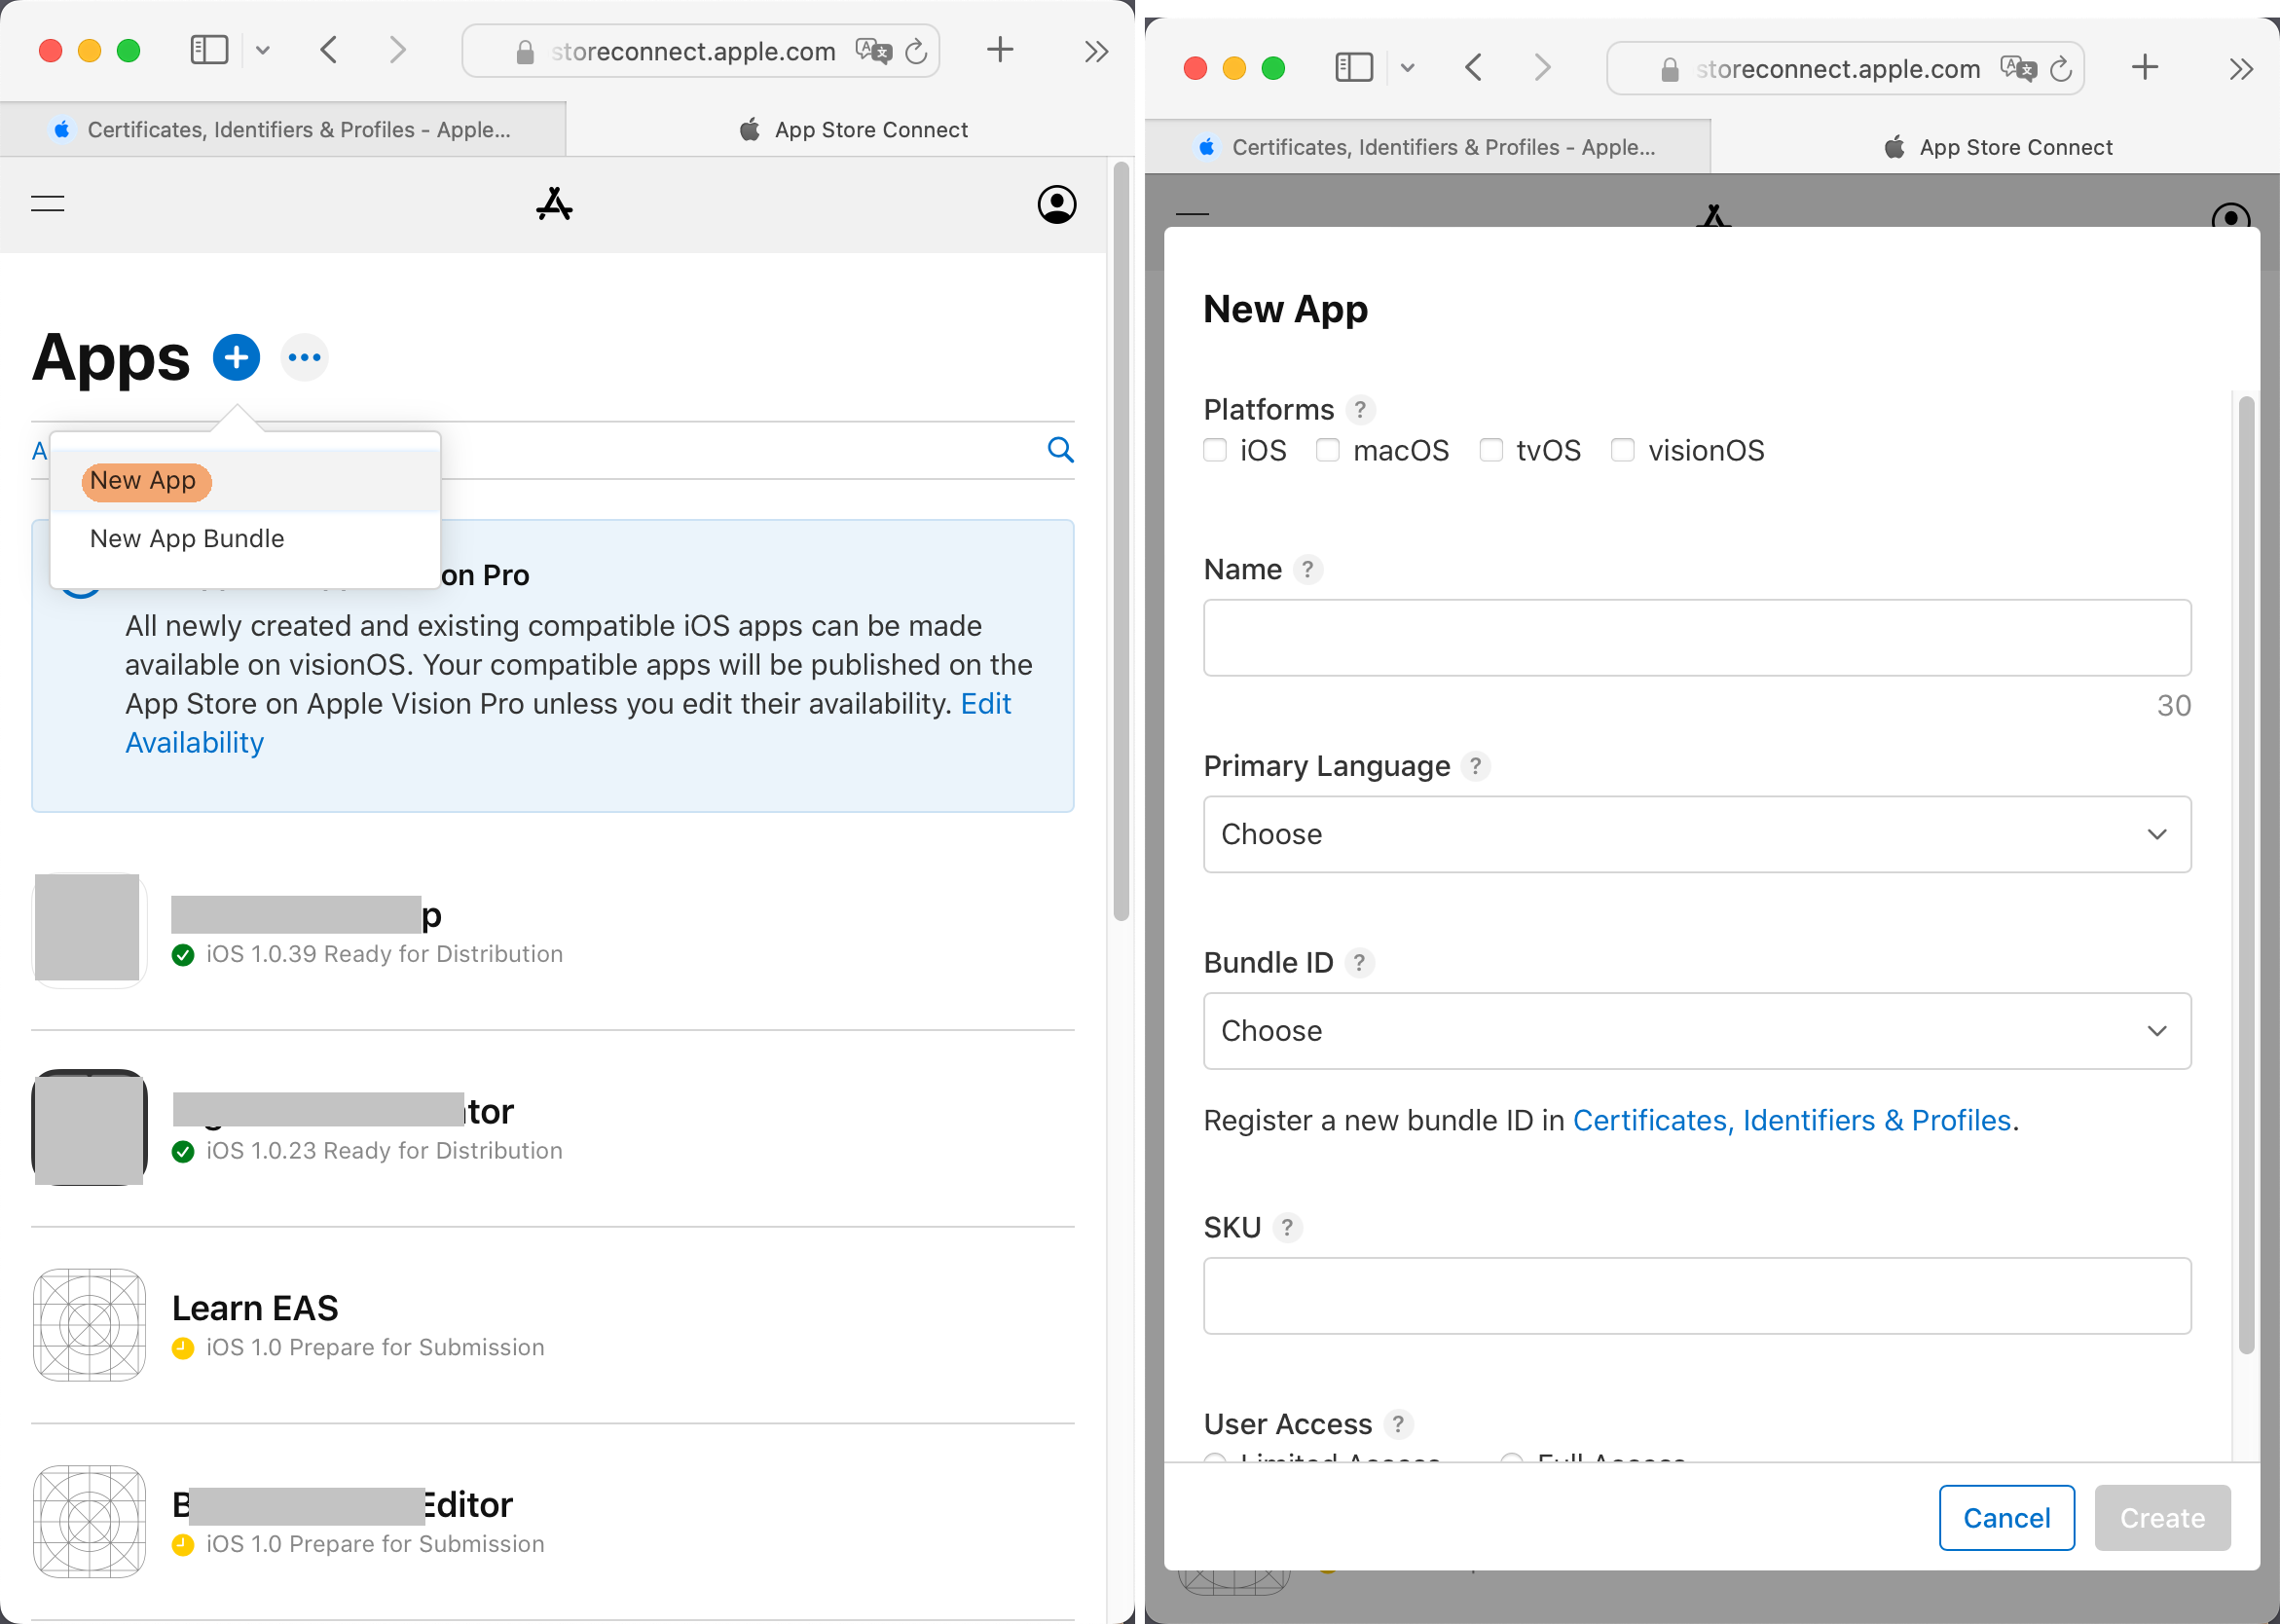 storeconnect.apple.com
Certificates, Identifiers & Profiles - Apple...
App Store Connect
Apps
A
New App
New App Bundle
on Pro
All newly created and existing compatible iOS apps can be made
available on visionOS. Your compatible apps will be published on the
App Store on Apple Vision Pro unless you edit their availability. Edit
Availability
p
iOS 1.0.39 Ready for Distribution
tor
iOS 1.0.23 Ready for Distribution
Learn EAS
iOS 1.0 Prepare for Submission
B Editor
iOS 1.0 Prepare for Submission
storeconnect.apple.com
Certificates, Identifiers & Profiles - Apple...
App Store Connect
New App
Platforms ?
iOS macOS tvOS visionOS
Name ?
30
Primary Language ?
Choose
Bundle ID ?
Choose
Register a new bundle ID in Certificates, Identifiers & Profiles.
SKU ?
User Access ?
Limited Access Full Access
Cancel Create